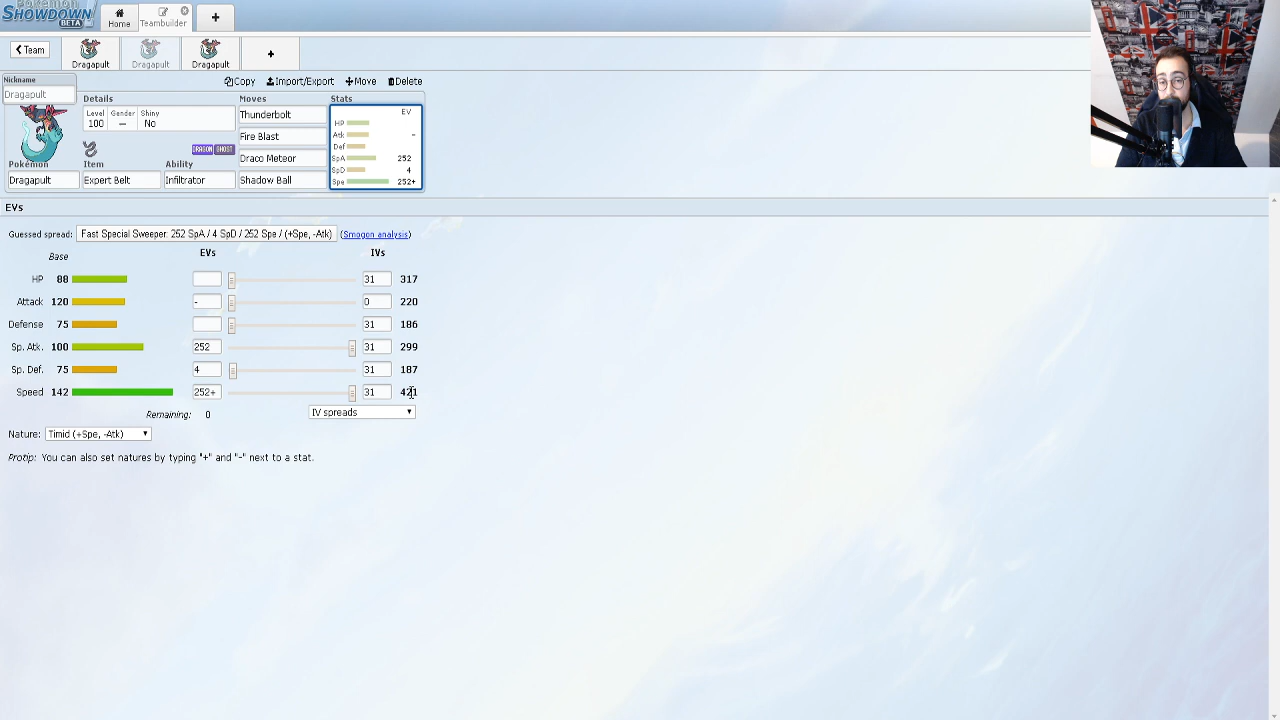 Pokémon
SHOWDOWN
BETA
Home
Teambuilder
+
Team
Dragapult
Dragapult
Dragapult
+
Nickname
Dragapult
Copy
Import/Export
Move
Delete
Details
Level
100
Gender
—
Shiny
No
DRAGON GHOST
Pokémon
Dragapult
Item
Expert Belt
Ability
Infiltrator
Moves
Thunderbolt
Fire Blast
Draco Meteor
Shadow Ball
Stats
EV
HP
Atk -
Def
SpA 252
SpD 4
Spe 252+
EVs
Guessed spread: Fast Special Sweeper: 252 SpA / 4 SpD / 252 Spe / (+Spe, -Atk) (Smogon analysis)
Base EVs IVs
HP 88 31 317
Attack 120 - 0 220
Defense 75 31 186
Sp. Atk. 100 252 31 299
Sp. Def. 75 4 31 187
Speed 142 252+ 31 421
Remaining: 0
IV spreads
Nature: Timid (+Spe, -Atk)
Protip: You can also set natures by typing "+" and "-" next to a stat.